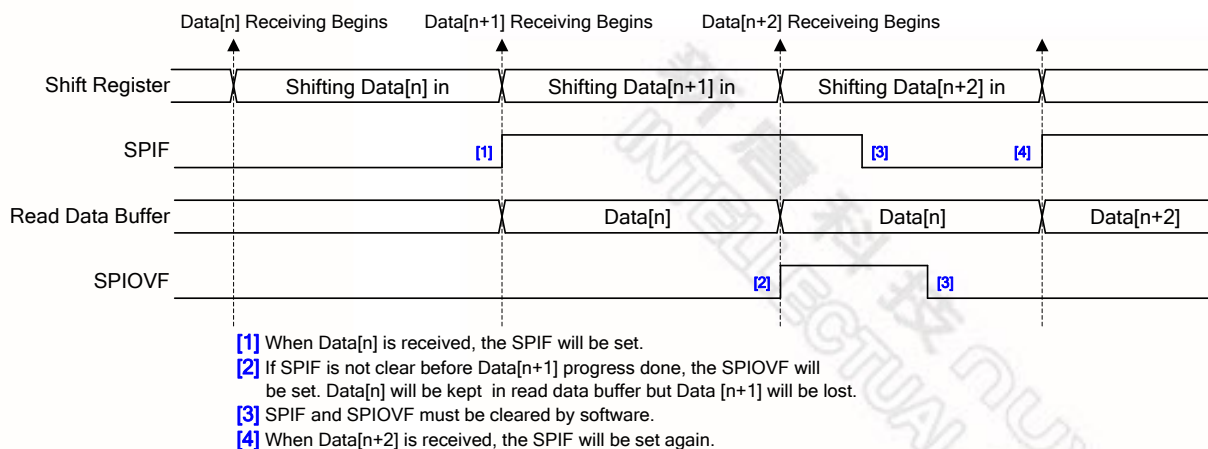 Data[n] Receiving Begins Data[n+1] Receiving Begins Data[n+2] Receiveing Begins
Shift Register Shifting Data[n] in Shifting Data[n+1] in Shifting Data[n+2] in
SPIF [1] [3] [4]
Read Data Buffer Data[n] Data[n] Data[n+2]
SPIOVF [2] [3]
[1] When Data[n] is received, the SPIF will be set.
[2] If SPIF is not clear before Data[n+1] progress done, the SPIOVF will
be set. Data[n] will be kept in read data buffer but Data [n+1] will be lost.
[3] SPIF and SPIOVF must be cleared by software.
[4] When Data[n+2] is received, the SPIF will be set again.
新唐科技
INTELLECTUAL